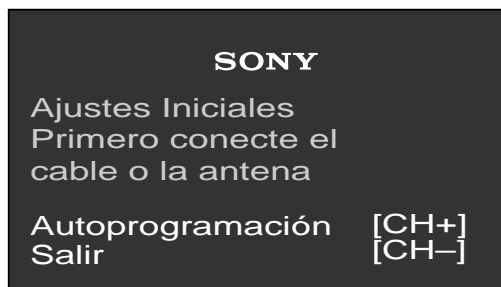 SONY
Ajustes Iniciales
Primero conecte el
cable o la antena
Autoprogramación [CH+]
Salir [CH–]